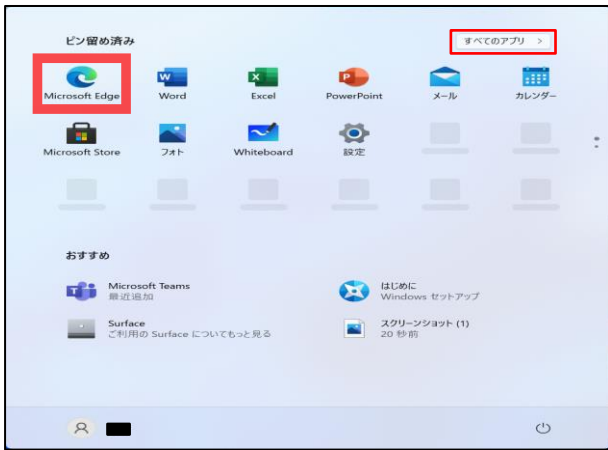 ピン留め済み
すべてのアプリ >
Microsoft Edge
Word
Excel
PowerPoint
メール
カレンダー
Microsoft Store
フォト
Whiteboard
設定
おすすめ
Microsoft Teams
最近追加
はじめに
Windows セットアップ
Surface
ご利用の Surface についてもっと見る
スクリーンショット (1)
20 秒前